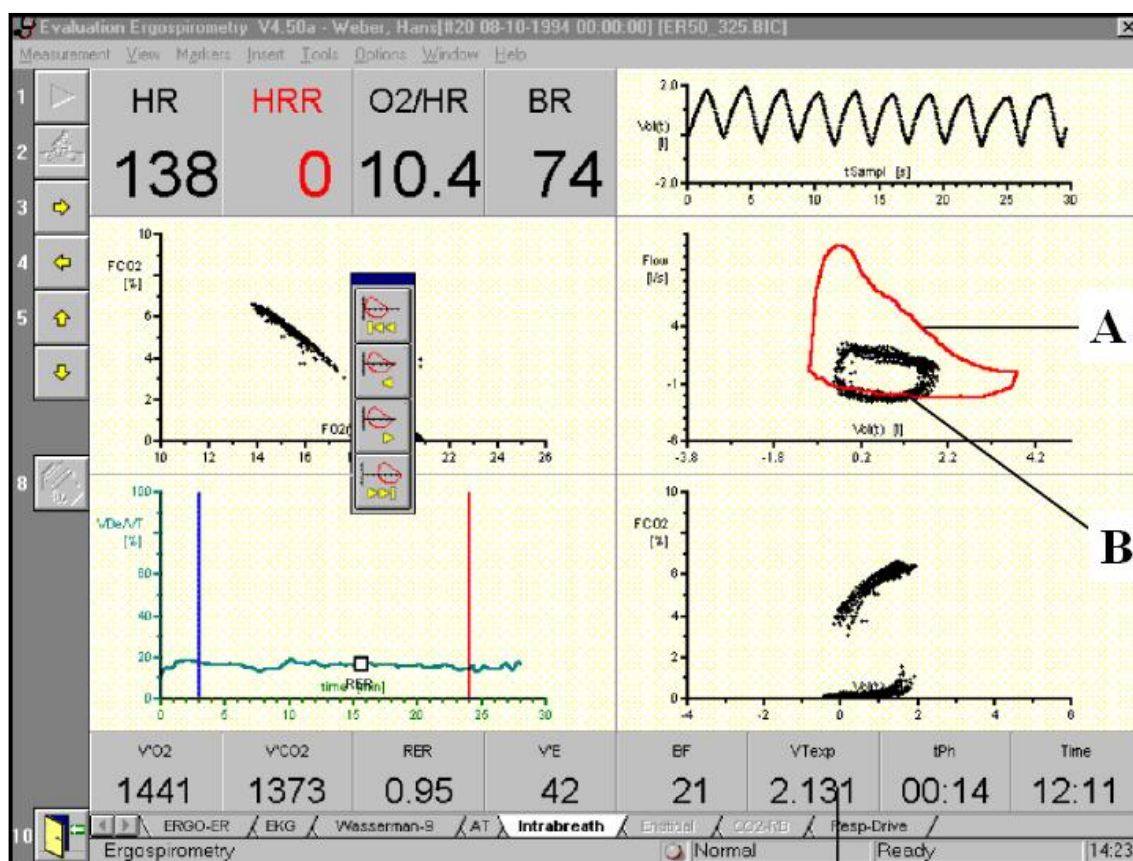 Evaluation Ergospirometry V4.50a - Weber, Hans[#20 08-10-1994 00.00.00] [ER50_325.BIC]
Measurement View Markers Insert Tools Options Window Help
1
2
3
4
5
8
10
HR HRR O2/HR BR
138 0 10.4 74
2.0
Vol(t)
[l]
-2.0
tSampl [s]
0 5 10 15 20 25 30
10
FCO2
[%]
8
6
4
2
0
10 12 14 16 22 24 26
Flow
[l/s]
4
-1
-6
Vol(t) [l]
-3.8 -1.8 0.2 2.2 4.2
A
B
100
VDe/VT
[%]
80
60
40
20
0
time [min]
RER
0 5 10 15 20 25 30
10
FCO2
[%]
8
6
4
2
0
Vol(t)
-4 -2 0 2 4 6
V'O2 V'CO2 RER V'E BF VTexp tPh Time
1441 1373 0.95 42 21 2.131 00:14 12:11
ERGO-ER EKG Wasserman-9 AT Intrabreath Endtidal CO2-RB Resp-Drive
Ergospirometry Normal Ready 14:23